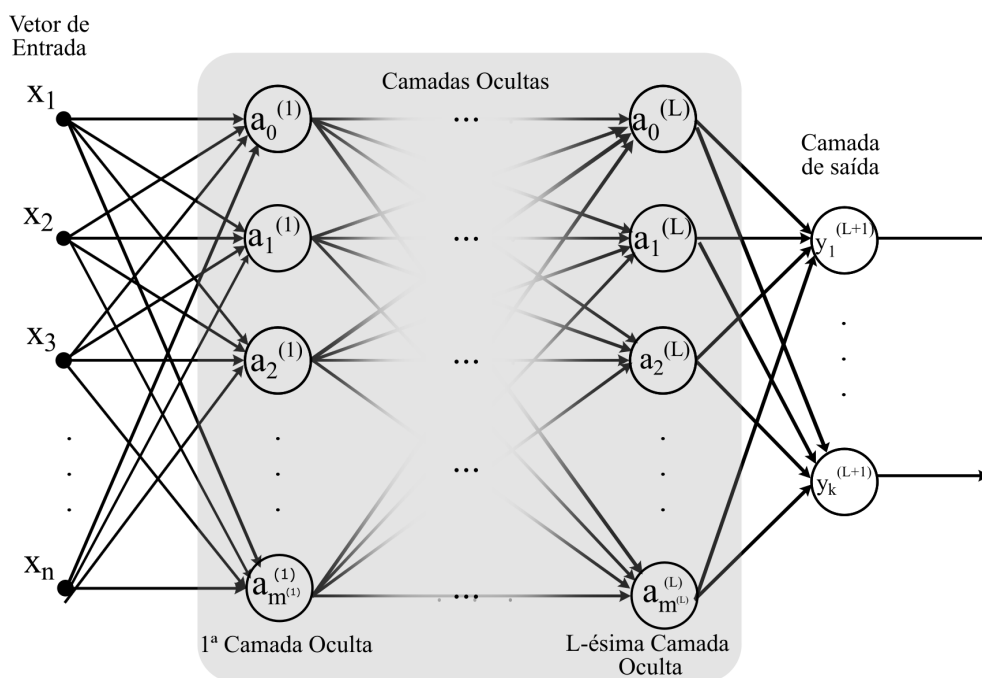 Vetor de
Entrada
Camadas Ocultas
x1
x2
x3
xn
a0(1)
a1(1)
a2(1)
am(1)(1)
...
...
...
...
a0(L)
a1(L)
a2(L)
am(L)(L)
Camada
de saída
y1(L+1)
yk(L+1)
1ª Camada Oculta
L-ésima Camada
Oculta